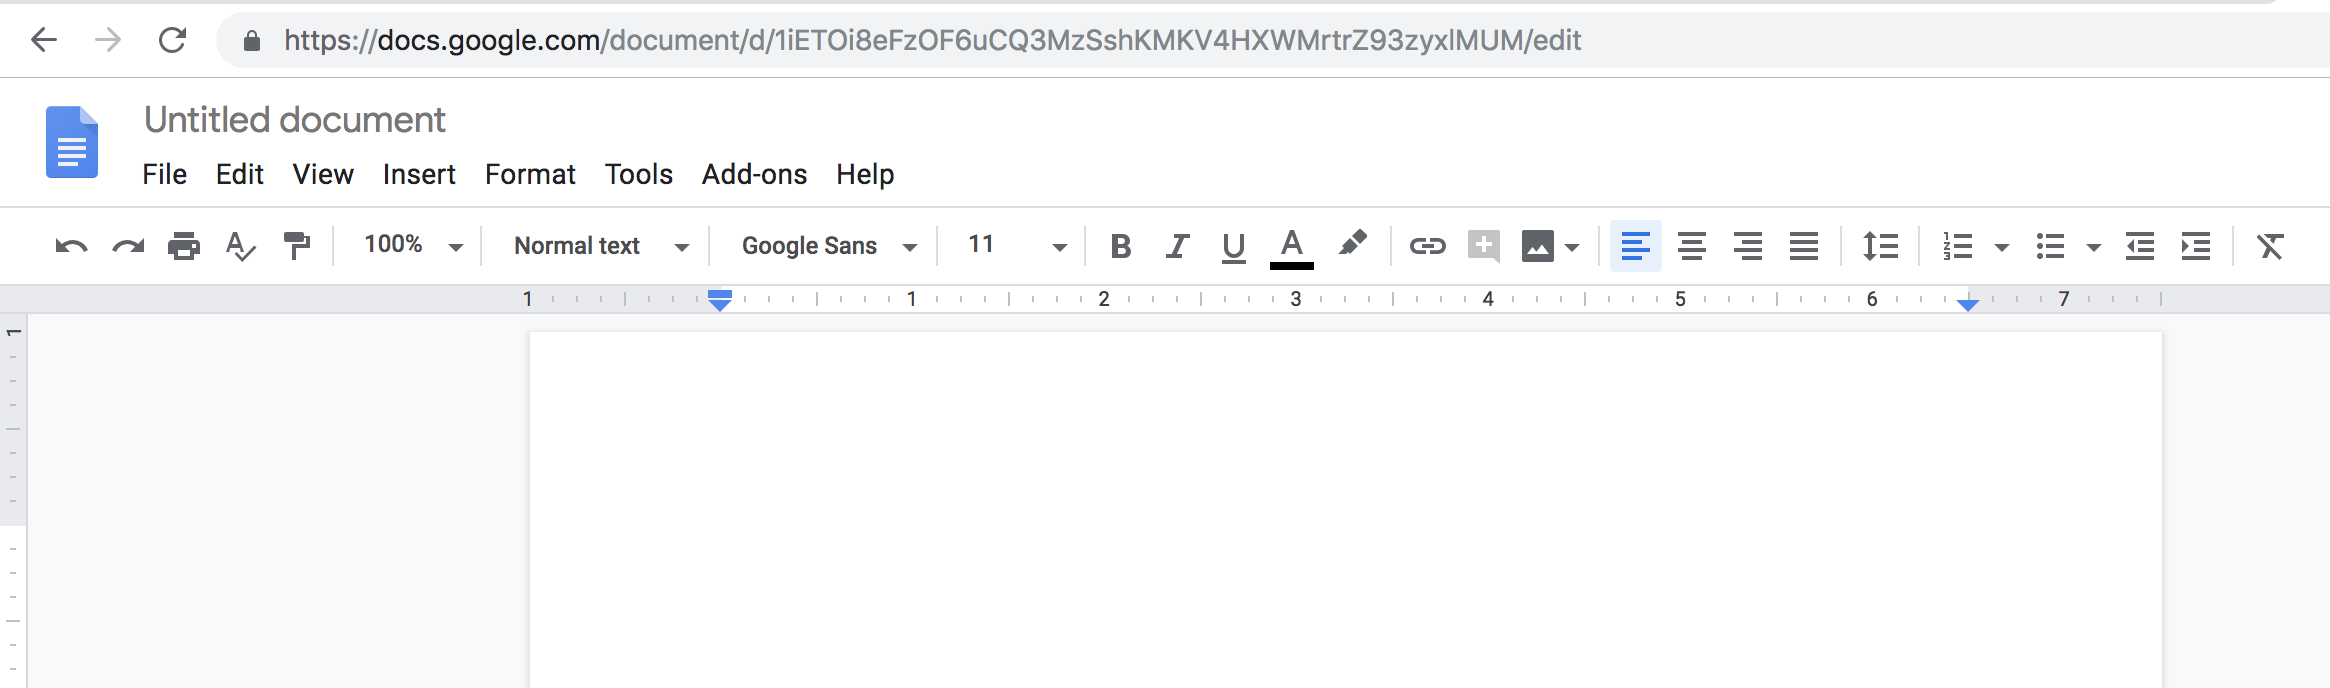 https://docs.google.com/document/d/1iETOi8eFzOF6uCQ3MzSshKMKV4HXWMrtrZ93zyxlMUM/edit
Untitled document
File Edit View Insert Format Tools Add-ons Help
100% Normal text Google Sans 11 B I U A
1 1 2 3 4 5 6 7
1